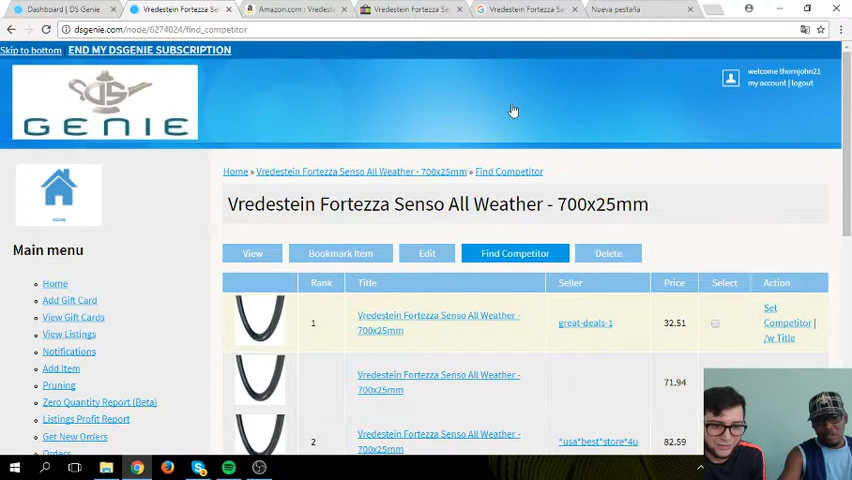 Dashboard | DS Genie
Vredestein Fortezza Sens
Amazon.com : Vredeste
Vredestein Fortezza Sens
Vredestein Fortezza Sen
Nueva pestaña
dsgenie.com/node/6274024/find_competitor
Skip to bottom | END MY DSGENIE SUBSCRIPTION
DS
GENIE
welcome thornjohn21
my account | logout
HOME
Home » Vredestein Fortezza Senso All Weather - 700x25mm » Find Competitor
Vredestein Fortezza Senso All Weather - 700x25mm
View
Bookmark Item
Edit
Find Competitor
Delete
Main menu
Home
Add Gift Card
View Gift Cards
View Listings
Notifications
Add Item
Pruning
Zero Quantity Report (Beta)
Listings Profit Report
Get New Orders
Orders
Rank Title Seller Price Select Action
1 Vredestein Fortezza Senso All Weather - 700x25mm great-deals-1 32.51 Set Competitor | /w Title
Vredestein Fortezza Senso All Weather - 700x25mm 71.94
2 Vredestein Fortezza Senso All Weather - 700x25mm *usa*best*store*4u 82.59